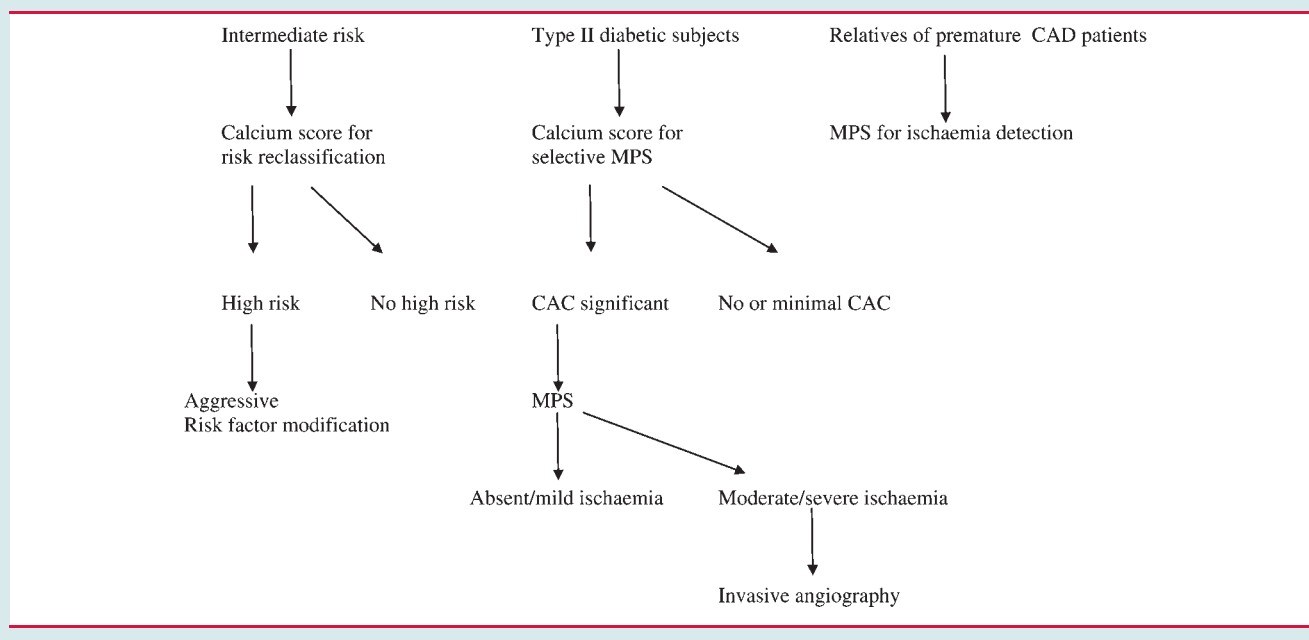 Intermediate risk
Type II diabetic subjects
Relatives of premature CAD patients
Calcium score for
risk reclassification
Calcium score for
selective MPS
MPS for ischaemia detection
High risk
No high risk
CAC significant
No or minimal CAC
Aggressive
Risk factor modification
MPS
Absent/mild ischaemia
Moderate/severe ischaemia
Invasive angiography